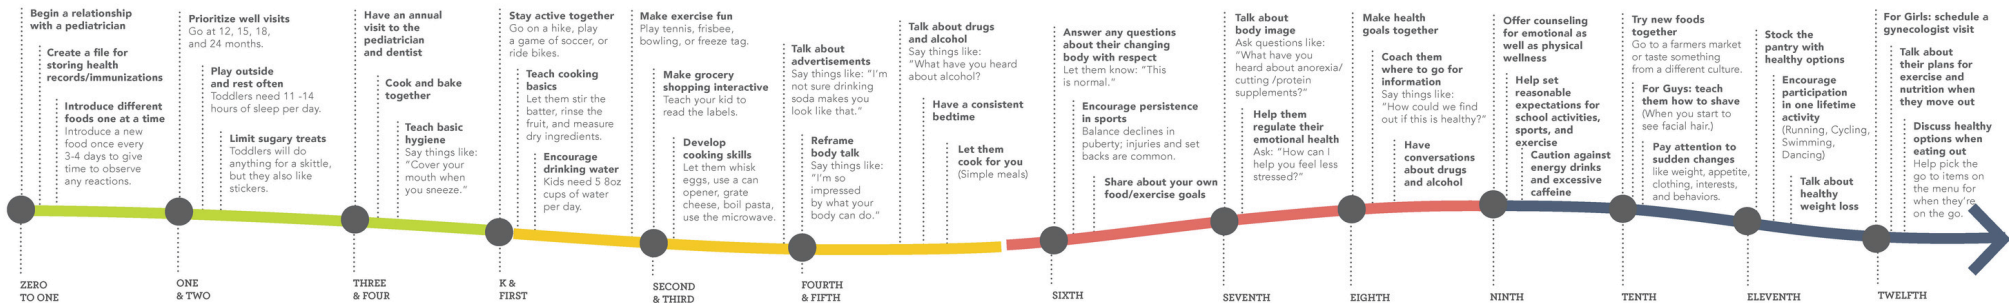 Begin a relationship
with a pediatrician
Create a file for
storing health
records/immunizations
Introduce different
foods one at a time
Introduce a new
food once every
3-4 days to give
time to observe
any reactions.
ZERO
TO ONE
Prioritize well visits
Go at 12, 15, 18,
and 24 months.
Play outside
and rest often
Toddlers need 11 -14
hours of sleep per day.
Limit sugary treats
Toddlers will do
anything for a skittle,
but they also like
stickers.
ONE
& TWO
Have an annual
visit to the
pediatrician
and dentist
Cook and bake
together
Teach basic
hygiene
Say things like:
"Cover your
mouth when
you sneeze."
THREE
& FOUR
Stay active together
Go on a hike, play
a game of soccer, or
ride bikes.
Teach cooking
basics
Let them stir the
batter, rinse the
fruit, and measure
dry ingredients.
Encourage
drinking water
Kids need 5 8oz
cups of water
per day.
K &
FIRST
Make exercise fun
Play tennis, frisbee,
bowling, or freeze tag.
Make grocery
shopping interactive
Teach your kid to
read the labels.
Develop
cooking skills
Let them whisk
eggs, use a can
opener, grate
cheese, boil pasta,
use the microwave.
SECOND
& THIRD
Talk about
advertisements
Say things like: "I'm
not sure drinking
soda makes you
look like that."
Reframe
body talk
Say things like:
"I'm so
impressed
by what your
body can do."
Talk about drugs
and alcohol
Say things like:
"What have you heard
about alcohol?
Have a consistent
bedtime
Let them
cook for you
(Simple meals)
FOURTH
& FIFTH
Answer any questions
about their changing
body with respect
Let them know: "This
is normal."
Encourage persistence
in sports
Balance declines in
puberty; injuries and set
backs are common.
Share about your own
food/exercise goals
SIXTH
Talk about
body image
Ask questions like:
"What have you
heard about anorexia/
cutting /protein
supplements?"
Help them
regulate their
emotional health
Ask: "How can I
help you feel less
stressed?"
SEVENTH
Make health
goals together
Coach them
where to go for
information
Say things like:
"How could we find
out if this is healthy?"
Have
conversations
about drugs
and alcohol
EIGHTH
Offer counseling
for emotional as
well as physical
wellness
Help set
reasonable
expectations for
school activities,
sports, and
exercise
Caution against
energy drinks
and excessive
caffeine
NINTH
Try new foods
together
Go to a farmers market
or taste something
from a different culture.
For Guys: teach
them how to shave
(When you start to
see facial hair.)
Pay attention to
sudden changes
like weight, appetite,
clothing, interests,
and behaviors.
TENTH
Stock the
pantry with
healthy options
Encourage
participation
in one lifetime
activity
(Running, Cycling,
Swimming,
Dancing)
Talk about
healthy
weight loss
ELEVENTH
For Girls: schedule a
gynecologist visit
Talk about
their plans for
exercise and
nutrition when
they move out
Discuss healthy
options when
eating out
Help pick the
go to items on
the menu for
when they're
on the go.
TWELFTH